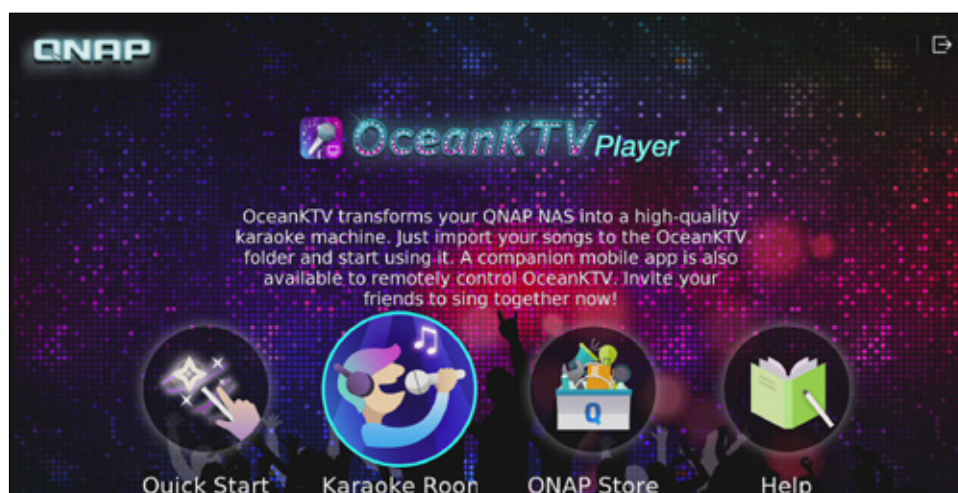 QNAP
OceanKTV Player
OceanKTV transforms your QNAP NAS into a high-quality
karaoke machine. Just import your songs to the OceanKTV
folder and start using it. A companion mobile app is also
available to remotely control OceanKTV. Invite your
friends to sing together now!
Q
Quick Start
Karaoke Room
QNAP Store
Help